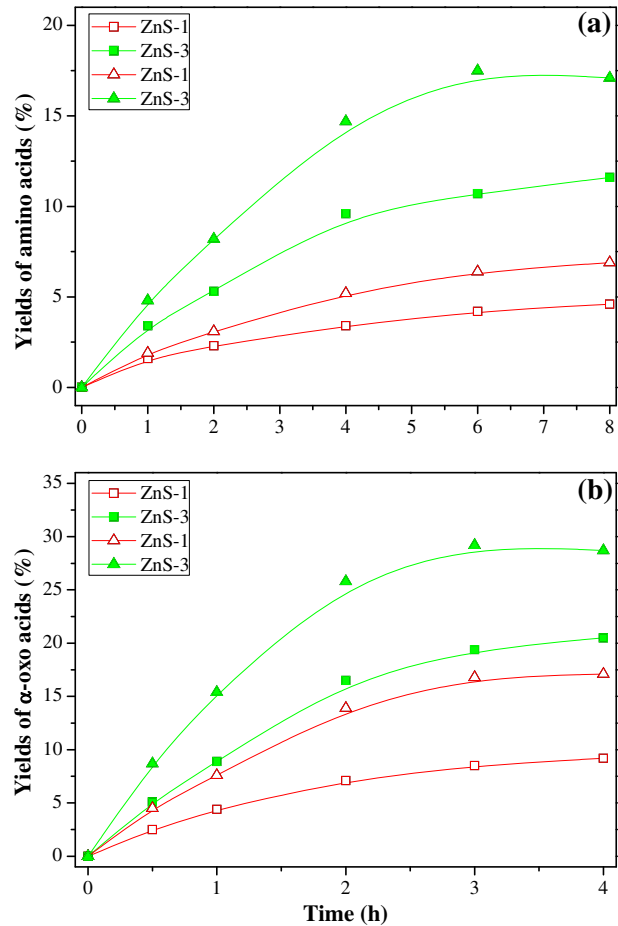 (a)
ZnS-1
ZnS-3
ZnS-1
ZnS-3
Yields of amino acids (%)
20
15
10
5
0
0 1 2 3 4 5 6 7 8
(b)
ZnS-1
ZnS-3
ZnS-1
ZnS-3
Yields of α-oxo acids (%)
35
30
25
20
15
10
5
0
0 1 2 3 4
Time (h)